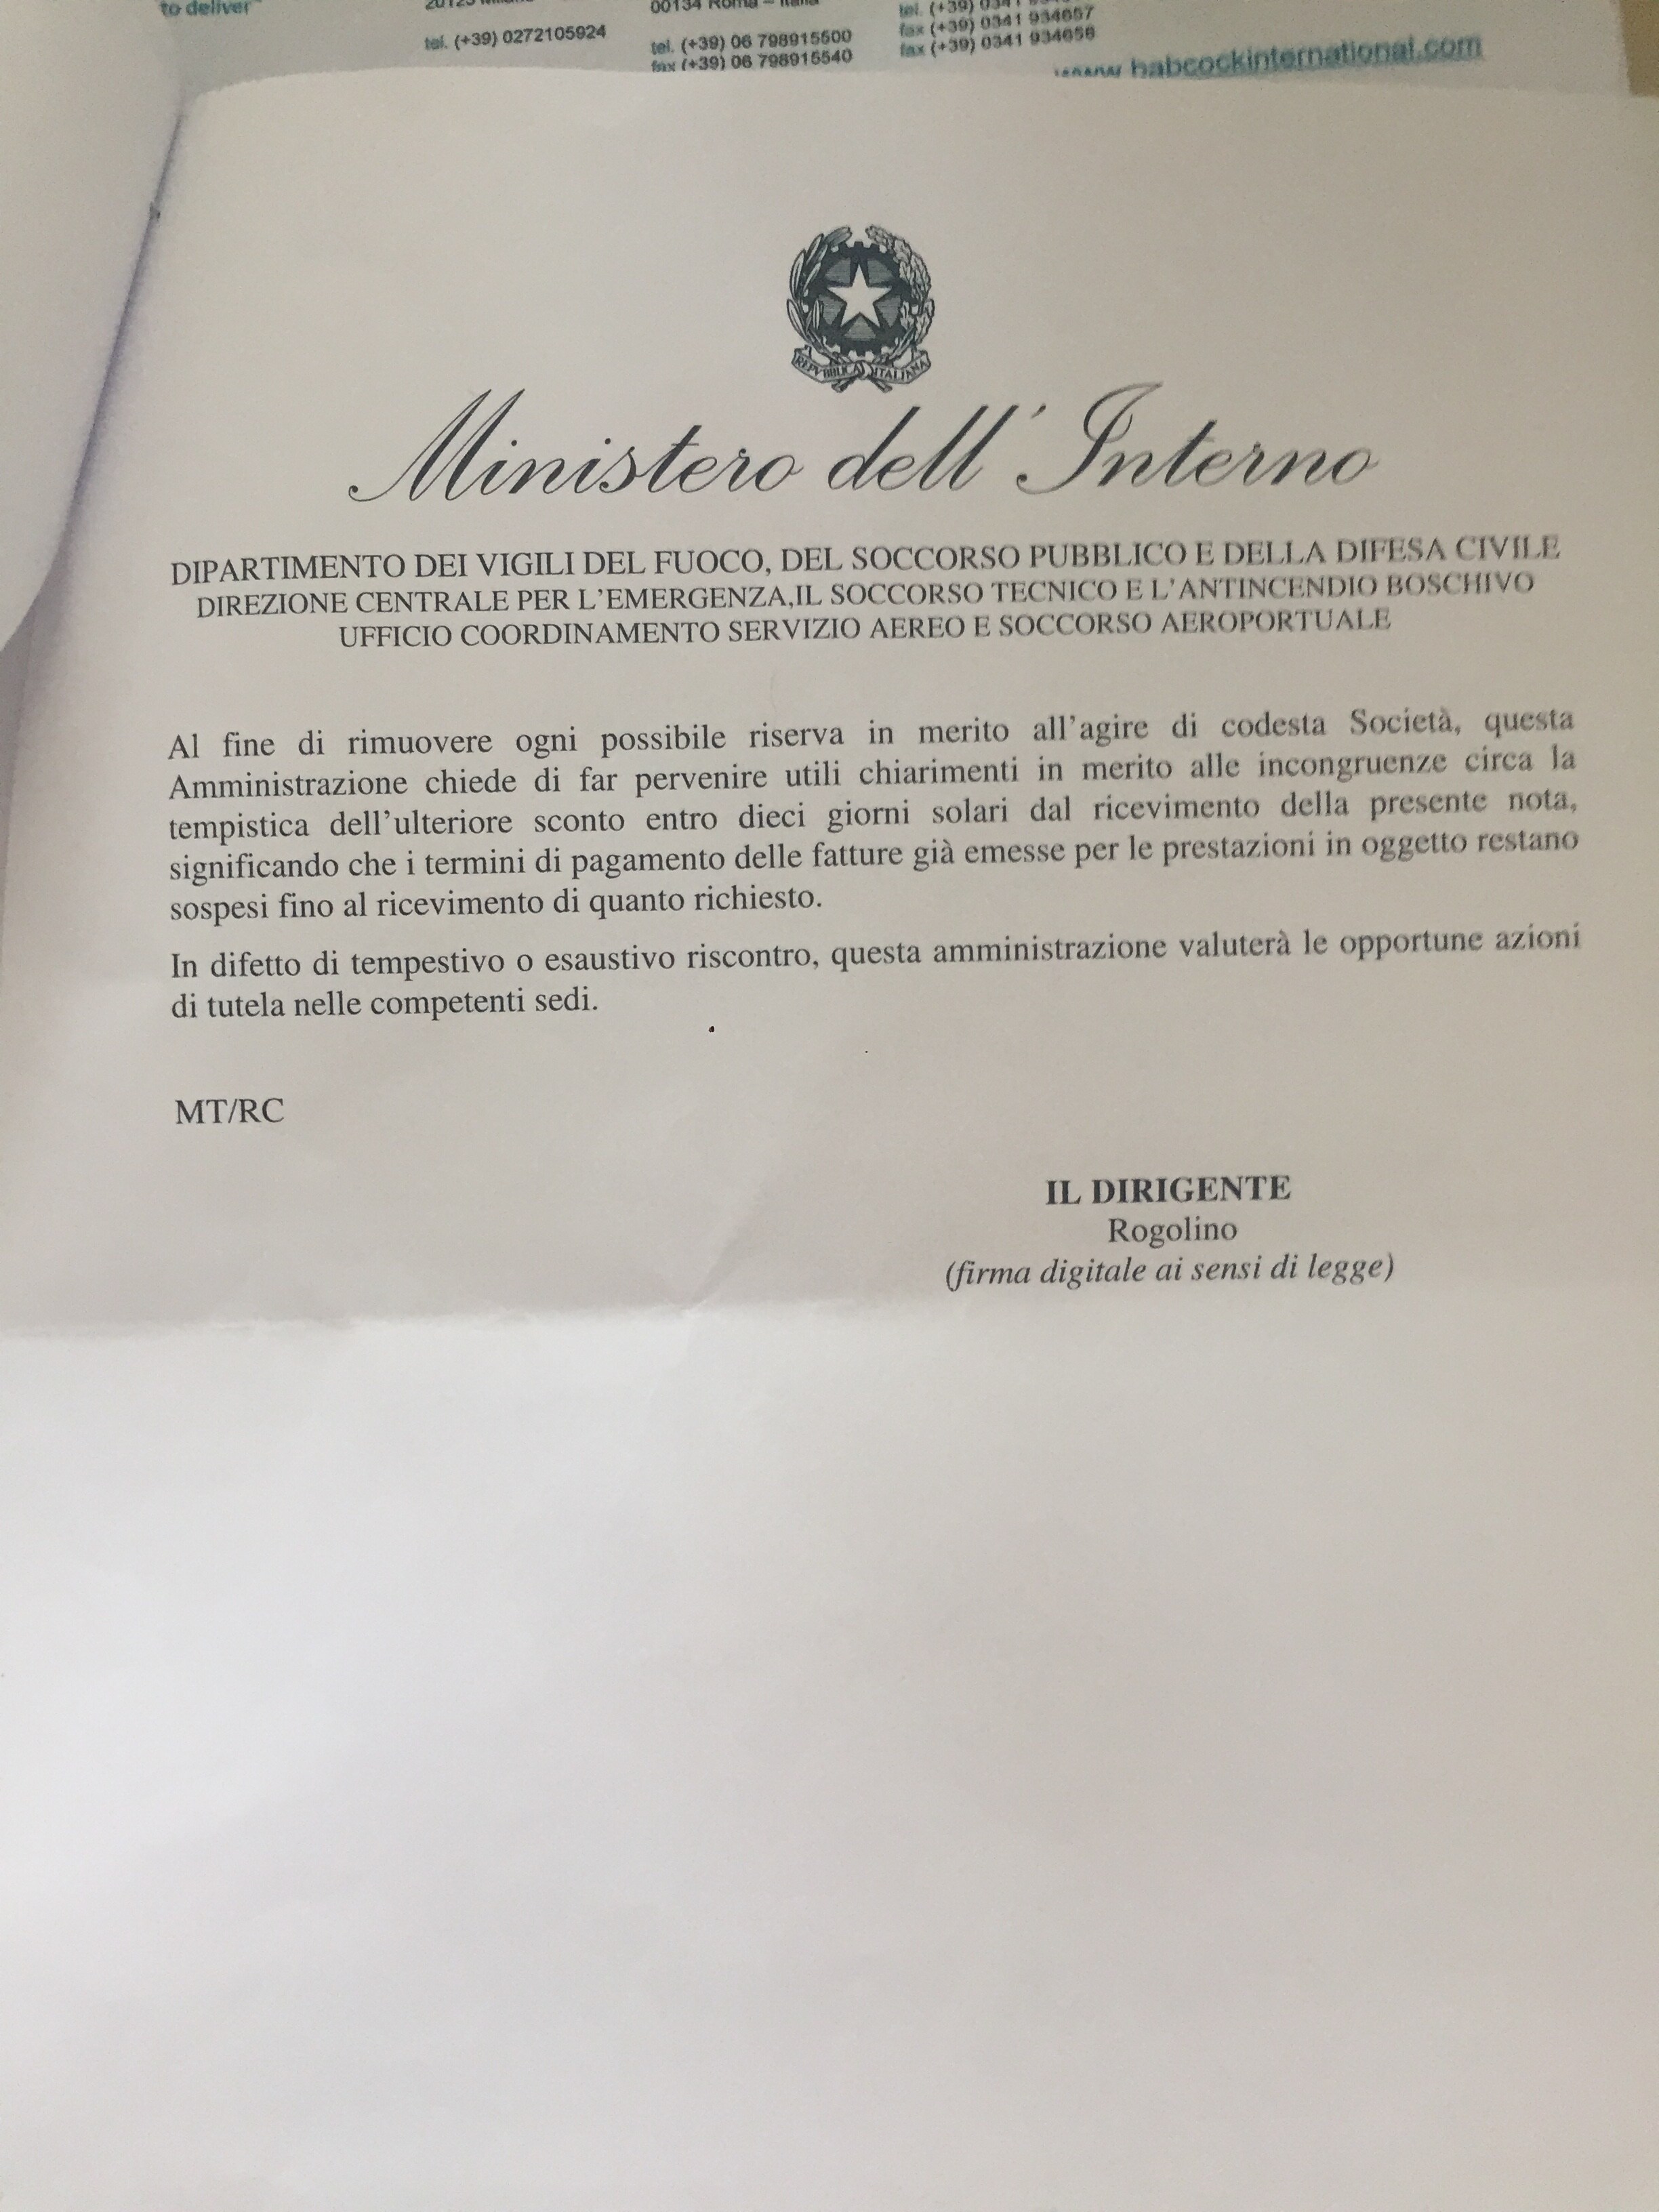 to deliver
tel. (+39) 0272105924
00134 Roma – Italia
tel. (+39) 06 798915500
fax (+39) 06 798915540
tel. (+39)
fax (+39) 0341 934657
fax (+39) 0341 934658
www.babcockinternational.com
REPVBBLICA ITALIANA
Ministero dell'Interno
DIPARTIMENTO DEI VIGILI DEL FUOCO, DEL SOCCORSO PUBBLICO E DELLA DIFESA CIVILE
DIREZIONE CENTRALE PER L'EMERGENZA,IL SOCCORSO TECNICO E L'ANTINCENDIO BOSCHIVO
UFFICIO COORDINAMENTO SERVIZIO AEREO E SOCCORSO AEROPORTUALE
Al fine di rimuovere ogni possibile riserva in merito all'agire di codesta Società, questa
Amministrazione chiede di far pervenire utili chiarimenti in merito alle incongruenze circa la
tempistica dell'ulteriore sconto entro dieci giorni solari dal ricevimento della presente nota,
significando che i termini di pagamento delle fatture già emesse per le prestazioni in oggetto restano
sospesi fino al ricevimento di quanto richiesto.
In difetto di tempestivo o esaustivo riscontro, questa amministrazione valuterà le opportune azioni
di tutela nelle competenti sedi.
MT/RC
IL DIRIGENTE
Rogolino
(firma digitale ai sensi di legge)